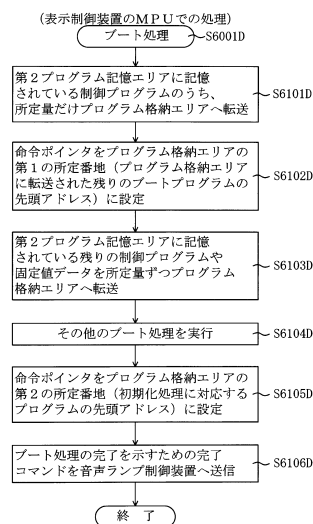 (表示制御装置のMPUでの処理)
ブート処理
S6001D
第2プログラム記憶エリアに記憶
されている制御プログラムのうち、
所定量だけプログラム格納エリアへ転送
S6101D
命令ポインタをプログラム格納エリアの
第1の所定番地(プログラム格納エリア
に転送された残りのブートプログラムの
先頭アドレス)に設定
S6102D
第2プログラム記憶エリアに記憶
されている残りの制御プログラムや
固定値データを所定量ずつプログラム
格納エリアへ転送
S6103D
その他のブート処理を実行
S6104D
命令ポインタをプログラム格納エリアの
第2の所定番地(初期化処理に対応する
プログラムの先頭アドレス)に設定
S6105D
ブート処理の完了を示すための完了
コマンドを音声ランプ制御装置へ送信
S6106D
終 了